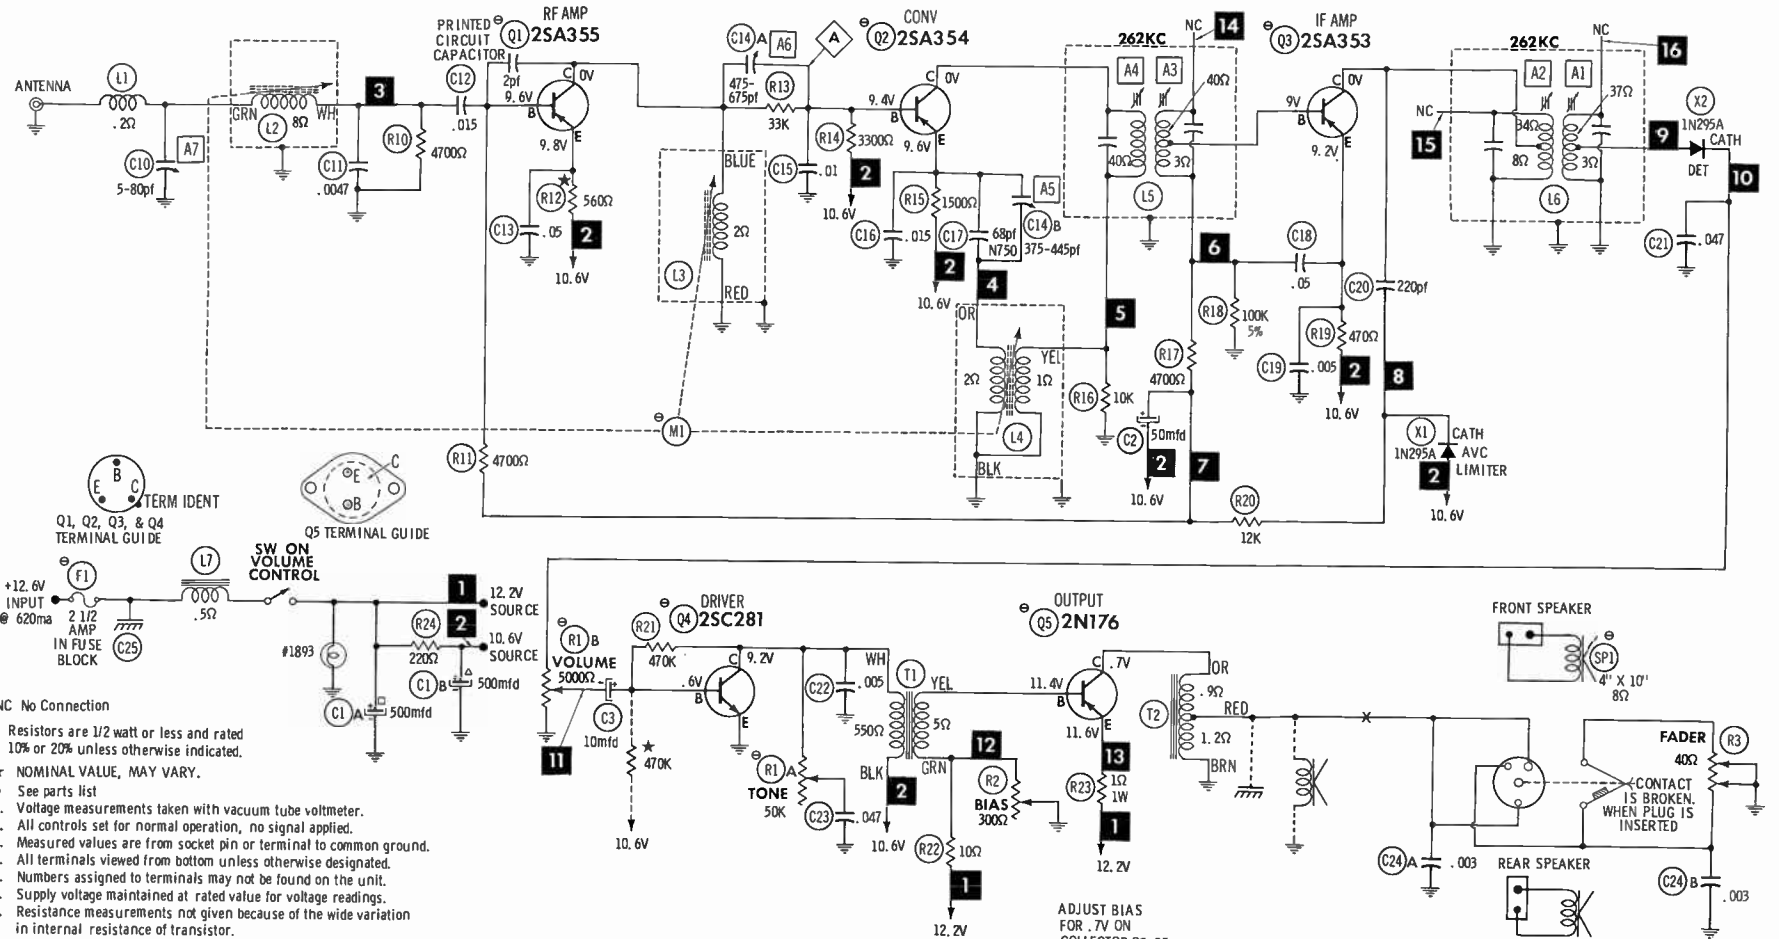 RF AMP
Q1 2SA355
PRINTED
CIRCUIT
CAPACITOR
2pf
C 0V
9.6V
B
E
9.8V
ANTENNA
L1
.2Ω
C10
A7
5-80pf
GRN
WH
L2
8Ω
3
C12
.015
R10
4700Ω
C11
.0047
C13
.05
R12
560Ω
2
10.6V
R11
4700Ω
C14 A
A6
A
475-
675pf
R13
33K
R14
3300Ω
2
10.6V
C15
.01
BLUE
2Ω
L3
RED
M1
CONV
Q2 2SA354
C 0V
9.4V
B
E
9.6V
C16
.015
R15
1500Ω
2
10.6V
C17
68pf
N750
A5
C14 B
375-445pf
4
OR
2Ω
YEL
1Ω
L4
BLK
5
R16
10K
262KC
NC
14
A4
A3
40Ω
40Ω
3Ω
L5
6
R18
100K
5%
C18
.05
R17
4700Ω
C2
50mfd
2
10.6V
7
R20
12K
IF AMP
Q3 2SA353
C 0V
9V
B
E
9.2V
C20
220pf
R19
470Ω
C19
.005
2
10.6V
8
X1
1N295A
CATH
AVC
LIMITER
2
10.6V
262KC
NC
16
A2
A1
NC
15
37Ω
34Ω
8Ω
3Ω
L6
9
X2
1N295A
CATH
DET
10
C21
.047
B
E
C
TERM IDENT
Q1, Q2, Q3, & Q4
TERMINAL GUIDE
E
B
C
Q5 TERMINAL GUIDE
+12.6V
INPUT
@ 620ma
F1
2 1/2
AMP
IN FUSE
BLOCK
C25
L7
.5Ω
SW ON
VOLUME
CONTROL
#1893
1
12.2V
SOURCE
R24
220Ω
2
10.6V
SOURCE
C1 A
500mfd
C1 B
500mfd
NC No Connection
Resistors are 1/2 watt or less and rated
10% or 20% unless otherwise indicated.
NOMINAL VALUE, MAY VARY.
See parts list
Voltage measurements taken with vacuum tube voltmeter.
All controls set for normal operation, no signal applied.
Measured values are from socket pin or terminal to common ground.
All terminals viewed from bottom unless otherwise designated.
Numbers assigned to terminals may not be found on the unit.
Supply voltage maintained at rated value for voltage readings.
Resistance measurements not given because of the wide variation
in internal resistance of transistor.
R1 B
VOLUME
5000Ω
11
C3
10mfd
R21
470K
470K
10.6V
DRIVER
Q4 2SC281
C 9.2V
.6V
B
E
R1 A
TONE
50K
C22
.005
C23
.047
WH
T1
YEL
550Ω
5Ω
BLK
GRN
2
10.6V
12
R22
10Ω
1
12.2V
R2
BIAS
300Ω
OUTPUT
Q5 2N176
C .7V
11.4V
B
E
11.6V
13
R23
1Ω
1W
1
12.2V
ADJUST BIAS
FOR .7V ON
OR
.9Ω
T2
RED
1.2Ω
BRN
X
FRONT SPEAKER
SP1
4" X 10"
8Ω
FADER
R3
40Ω
CONTACT
IS BROKEN.
WHEN PLUG IS
INSERTED
C24 A
.003
REAR SPEAKER
C24 B
.003